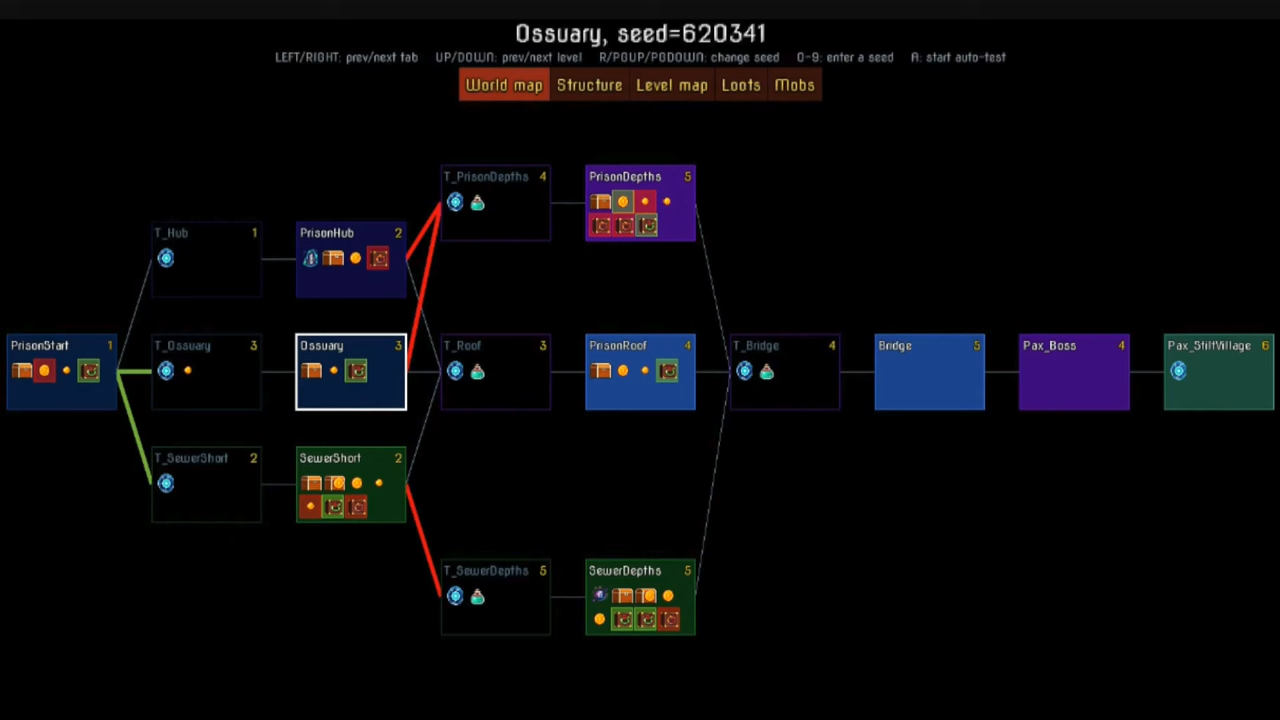 Ossuary, seed=620341
LEFT/RIGHT: prev/next tab UP/DOWN: prev/next level R/PGUP/PGDOWN: change seed 0-9: enter a seed A: start auto-test
World map Structure Level map Loots Mobs
T_PrisonDepths 4 PrisonDepths 5
T_Hub 1 PrisonHub 2
PrisonStart 1 T_Ossuary 3 Ossuary 3 T_Roof 3 PrisonRoof 4 T_Bridge 4 Bridge 5 Pax_Boss 4 Pax_StiltVillage 6
T_SewerShort 2 SewerShort 2
T_SewerDepths 5 SewerDepths 5